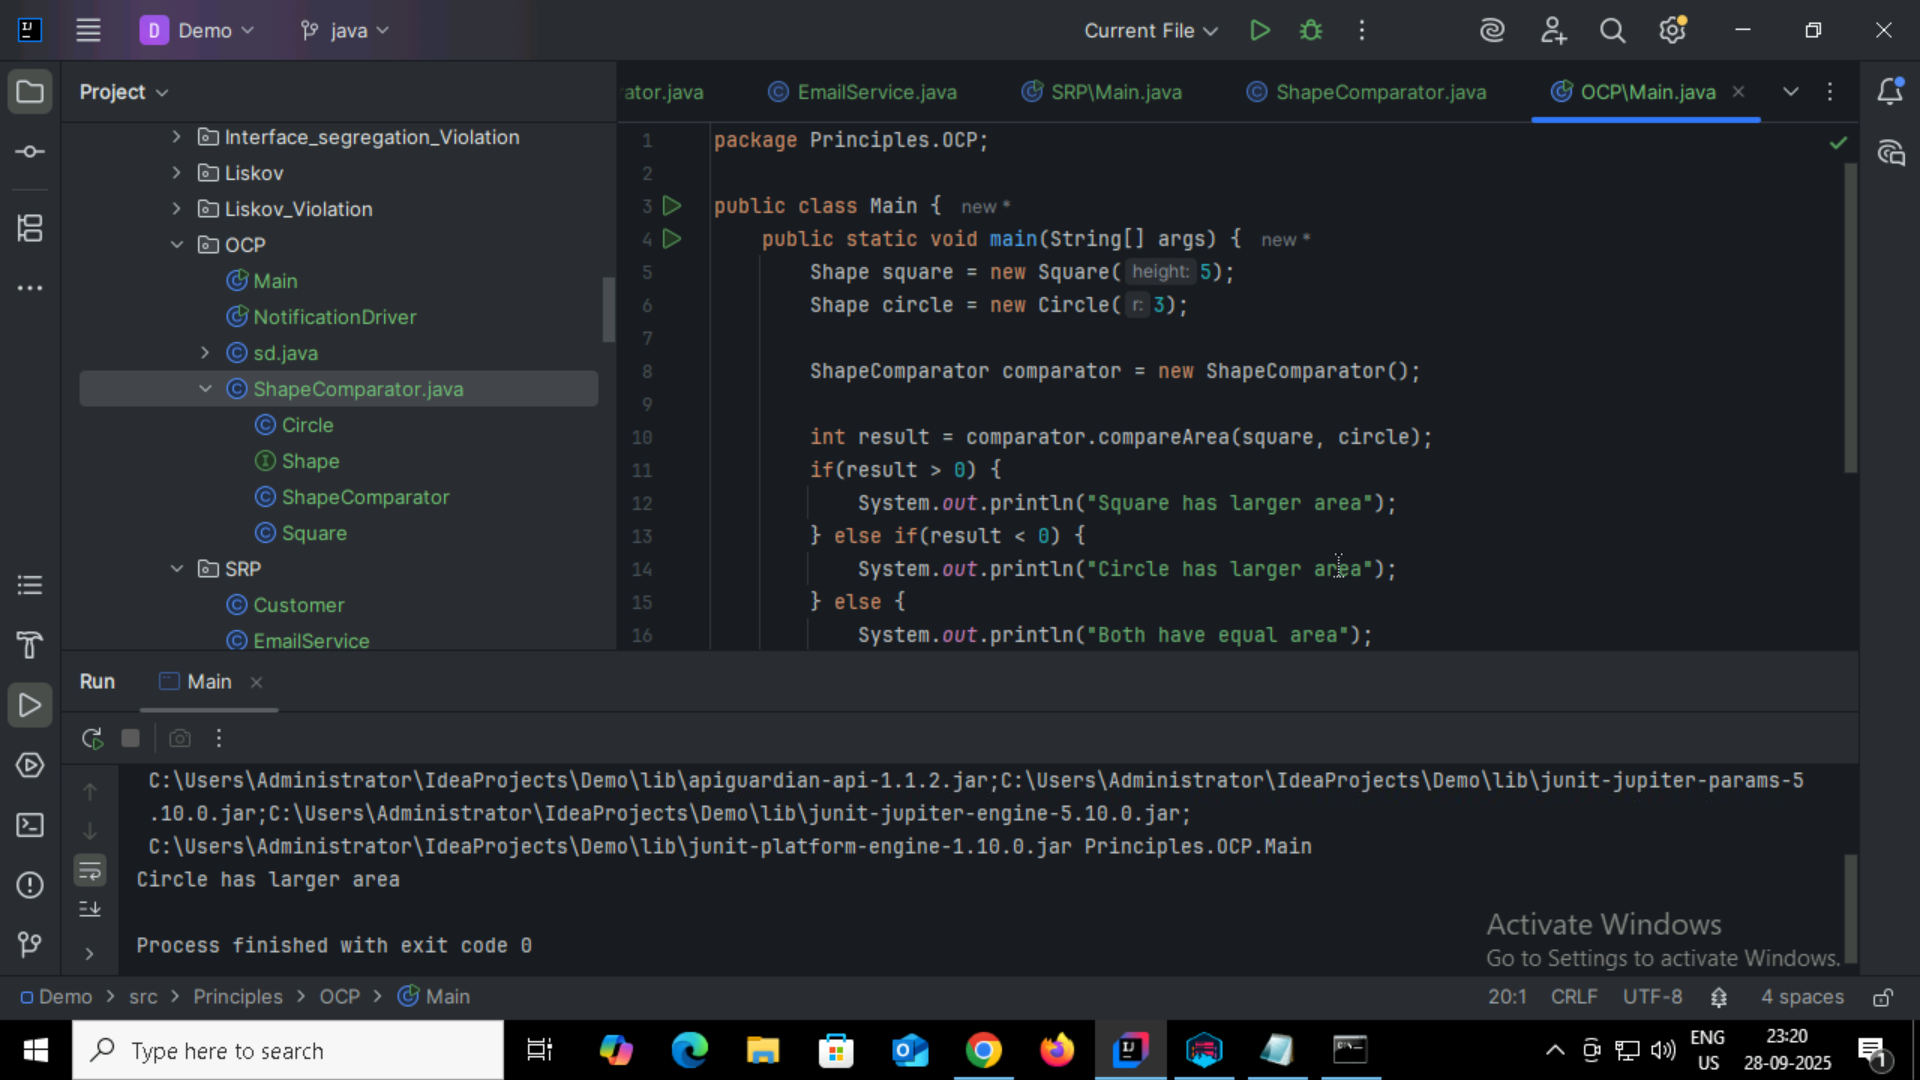 D Demo java Current File
Project
ator.java EmailService.java SRP\Main.java ShapeComparator.java OCP\Main.java
Interface_segregation_Violation
Liskov
Liskov_Violation
OCP
Main
NotificationDriver
sd.java
ShapeComparator.java
Circle
Shape
ShapeComparator
Square
SRP
Customer
EmailService
1 package Principles.OCP;
2
3 public class Main { new *
4 public static void main(String[] args) { new *
5 Shape square = new Square( height: 5);
6 Shape circle = new Circle( r: 3);
7
8 ShapeComparator comparator = new ShapeComparator();
9
10 int result = comparator.compareArea(square, circle);
11 if(result > 0) {
12 System.out.println("Square has larger area");
13 } else if(result < 0) {
14 System.out.println("Circle has larger area");
15 } else {
16 System.out.println("Both have equal area");
Run Main
C:\Users\Administrator\IdeaProjects\Demo\lib\apiguardian-api-1.1.2.jar;C:\Users\Administrator\IdeaProjects\Demo\lib\junit-jupiter-params-5
.10.0.jar;C:\Users\Administrator\IdeaProjects\Demo\lib\junit-jupiter-engine-5.10.0.jar;
C:\Users\Administrator\IdeaProjects\Demo\lib\junit-platform-engine-1.10.0.jar Principles.OCP.Main
Circle has larger area
Process finished with exit code 0
Activate Windows
Go to Settings to activate Windows.
Demo > src > Principles > OCP > Main 20:1 CRLF UTF-8 4 spaces
Type here to search
ENG
US
23:20
28-09-2025
1